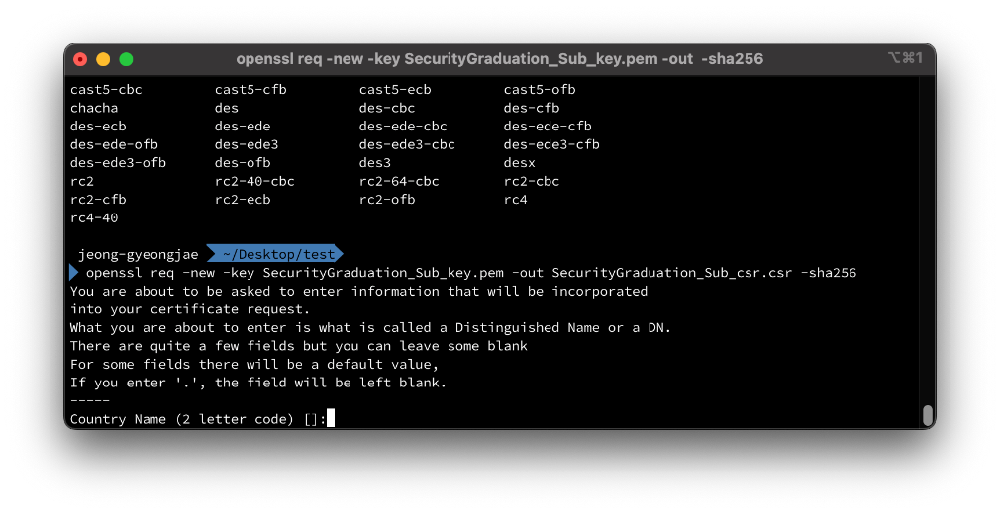 openssl req -new -key SecurityGraduation_Sub_key.pem -out  -sha256 ⌥⌘1
cast5-cbc cast5-cfb cast5-ecb cast5-ofb
chacha des des-cbc des-cfb
des-ecb des-ede des-ede-cbc des-ede-cfb
des-ede-ofb des-ede3 des-ede3-cbc des-ede3-cfb
des-ede3-ofb des-ofb des3 desx
rc2 rc2-40-cbc rc2-64-cbc rc2-cbc
rc2-cfb rc2-ecb rc2-ofb rc4
rc4-40
jeong-gyeongjae ~/Desktop/test
openssl req -new -key SecurityGraduation_Sub_key.pem -out SecurityGraduation_Sub_csr.csr -sha256
You are about to be asked to enter information that will be incorporated
into your certificate request.
What you are about to enter is what is called a Distinguished Name or a DN.
There are quite a few fields but you can leave some blank
For some fields there will be a default value,
If you enter '.', the field will be left blank.
-----
Country Name (2 letter code) []: